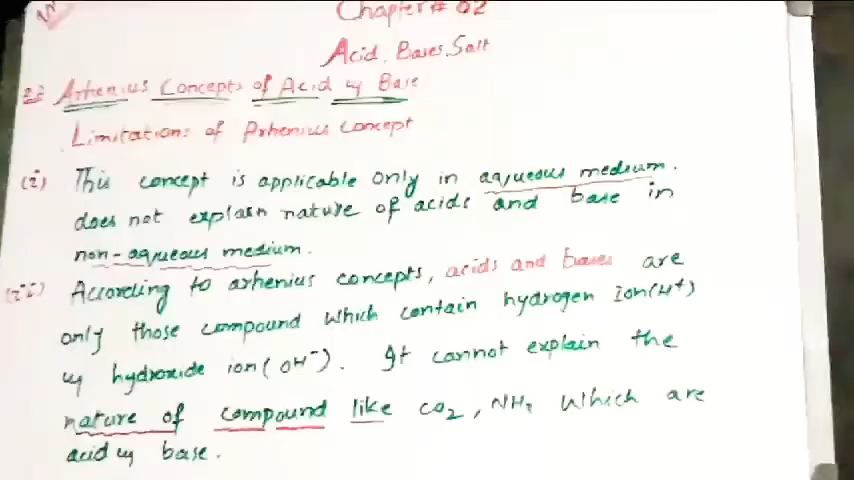 Chapter # 02
Acid, Bases, Salt
Arhenius Concepts of Acid & Base
Limitations of Arhenius concept
(i) This concept is applicable only in aqueous medium.
does not explain nature of acids and base in
non-aqueous medium.
(ii) According to arhenius concepts, acids and bases are
only those compound which contain hydrogen Ion(H+)
& hydroxide ion (OH-). It cannot explain the
nature of compound like CO2, NH3 which are
acid & base.